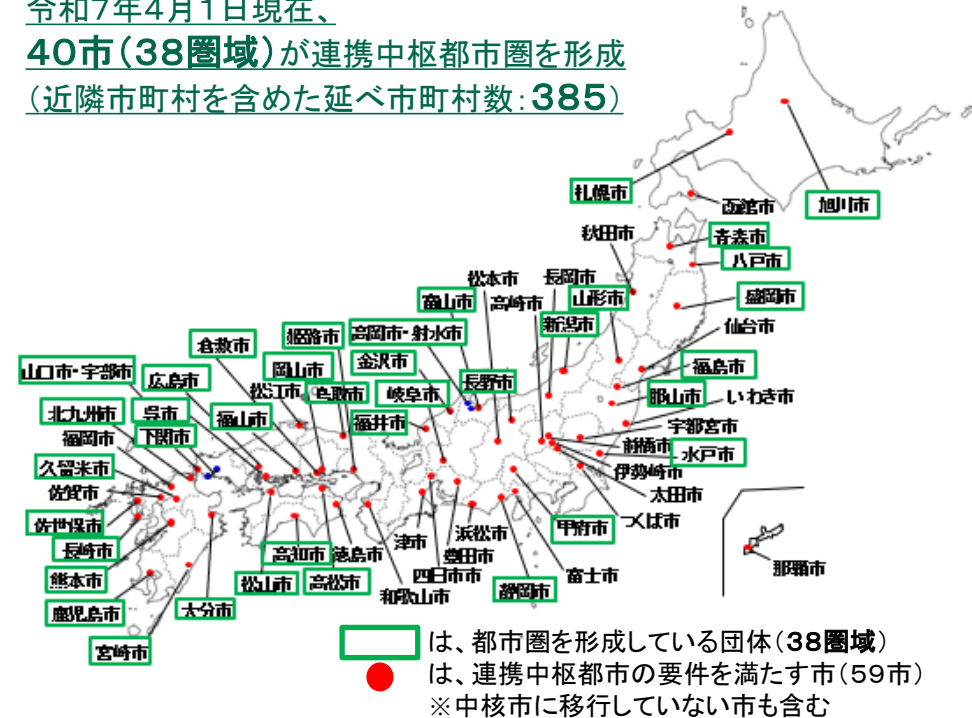 令和7年4月1日現在、
40市(38圏域)が連携中枢都市圏を形成
(近隣市町村を含めた延べ市町村数:385)
札幌市
函館市
旭川市
秋田市
青森市
八戸市
松本市
長岡市
富山市
高崎市
山形市
盛岡市
新潟市
仙台市
倉敷市
姫路市
高岡市・射水市
岡山市
金沢市
長野市
福島市
山口市・宇部市
広島市
松江市
鳥取市
岐阜市
郡山市
いわき市
北九州市
呉市
福山市
福井市
宇都宮市
福岡市
下関市
前橋市
水戸市
久留米市
伊勢崎市
佐賀市
太田市
佐世保市
つくば市
長崎市
高知市
徳島市
津市
浜松市
甲府市
豊田市
熊本市
松山市
高松市
四日市市
富士市
那覇市
和歌山市
静岡市
鹿児島市
大分市
宮崎市
は、都市圏を形成している団体(38圏域)
は、連携中枢都市の要件を満たす市(59市)
※中核市に移行していない市も含む